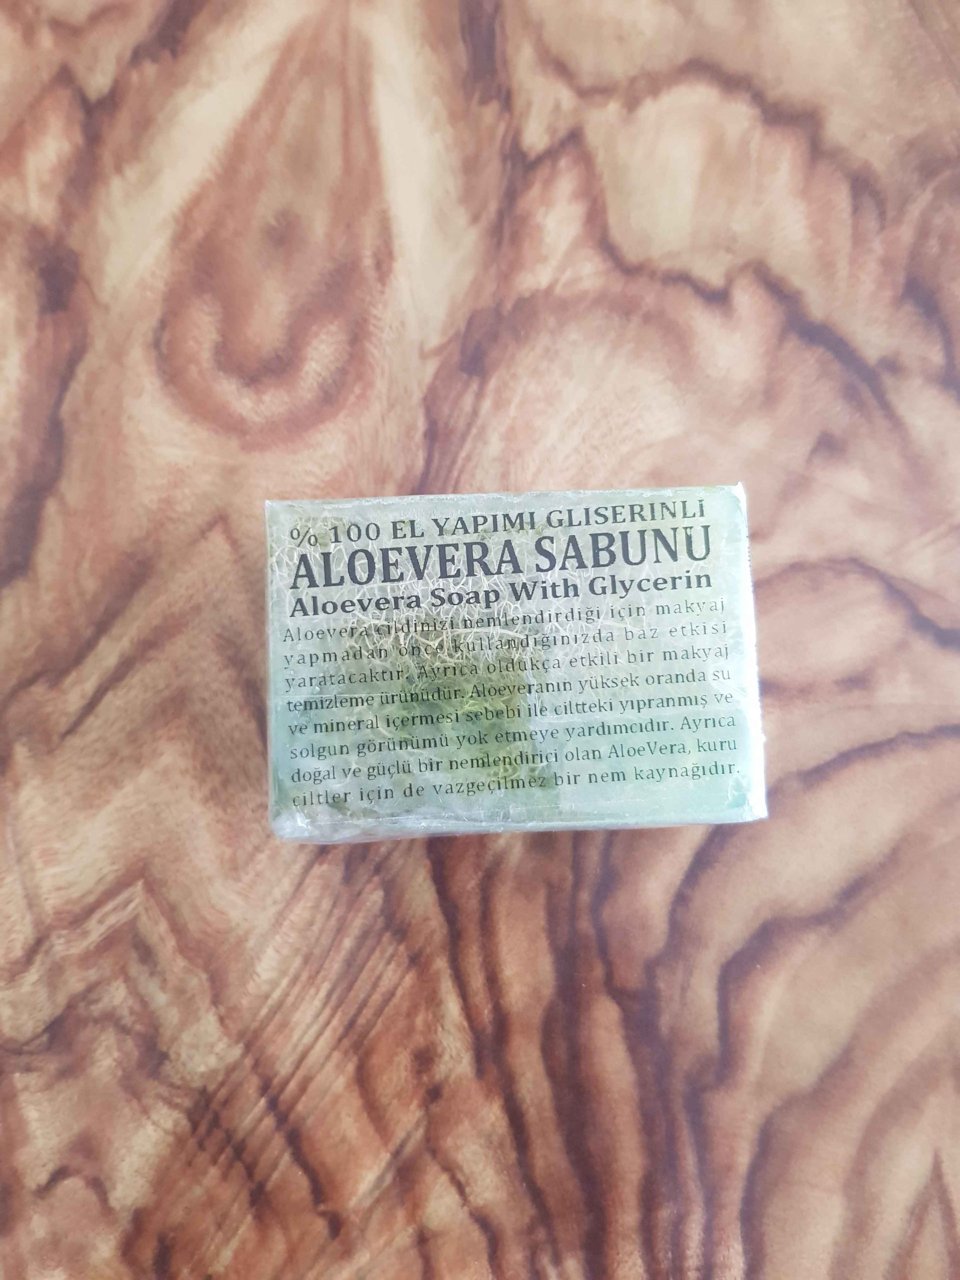 % 100 EL YAPIMI GLISERINLİ
ALOEVERA SABUNU
Aloevera Soap With Glycerin
Aloevera cildinizi nemlendirdiği için makyaj
yapmadan önce kullandığınızda baz etkisi
yaratacaktır. Ayrıca oldukça etkili bir makyaj
temizleme ürünüdür. Aloeveranın yüksek oranda su
ve mineral içermesi sebebi ile ciltteki yıpranmış ve
solgun görünümü yok etmeye yardımcıdır. Ayrıca
doğal ve güçlü bir nemlendirici olan AloeVera, kuru
ciltler için de vazgeçilmez bir nem kaynağıdır.